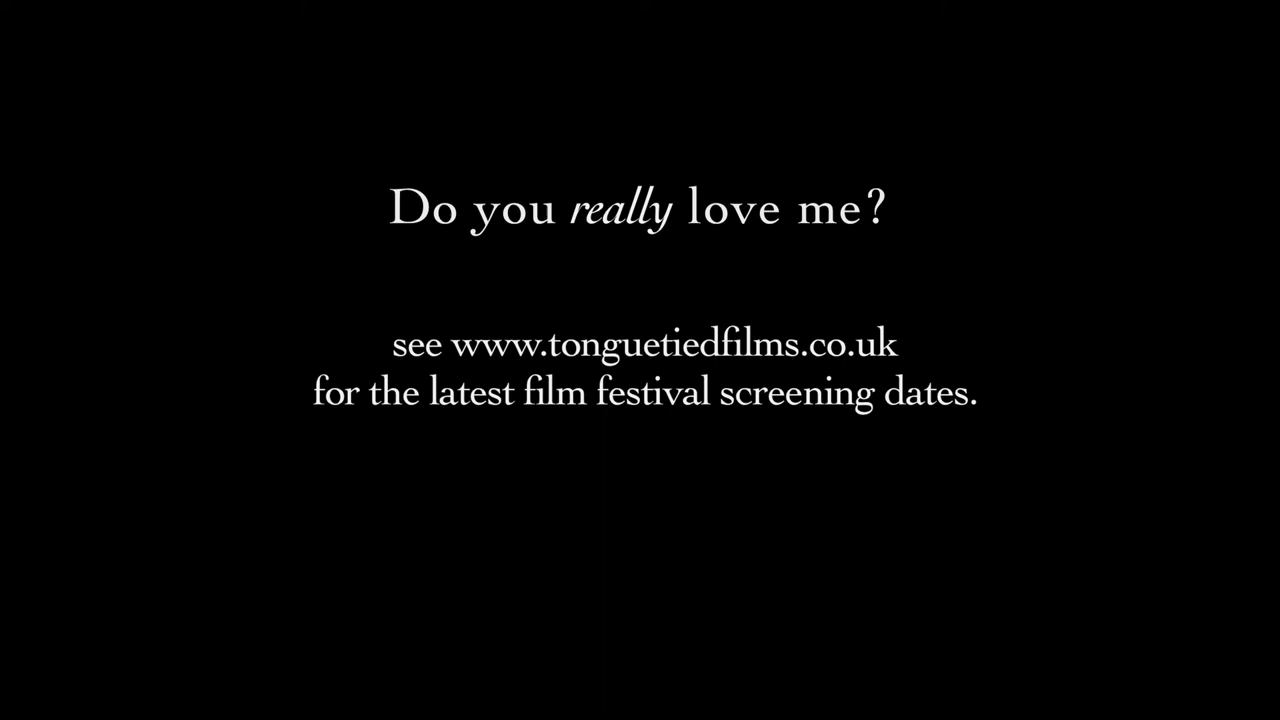 Do you really love me?
see www.tonguetiedfilms.co.uk
for the latest film festival screening dates.